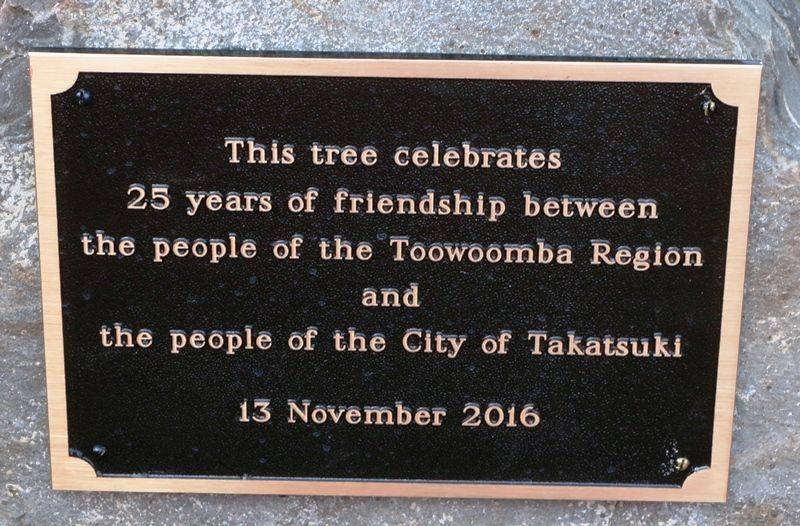 This tree celebrates
25 years of friendship between
the people of the Toowoomba Region
and
the people of the City of Takatsuki
13 November 2016